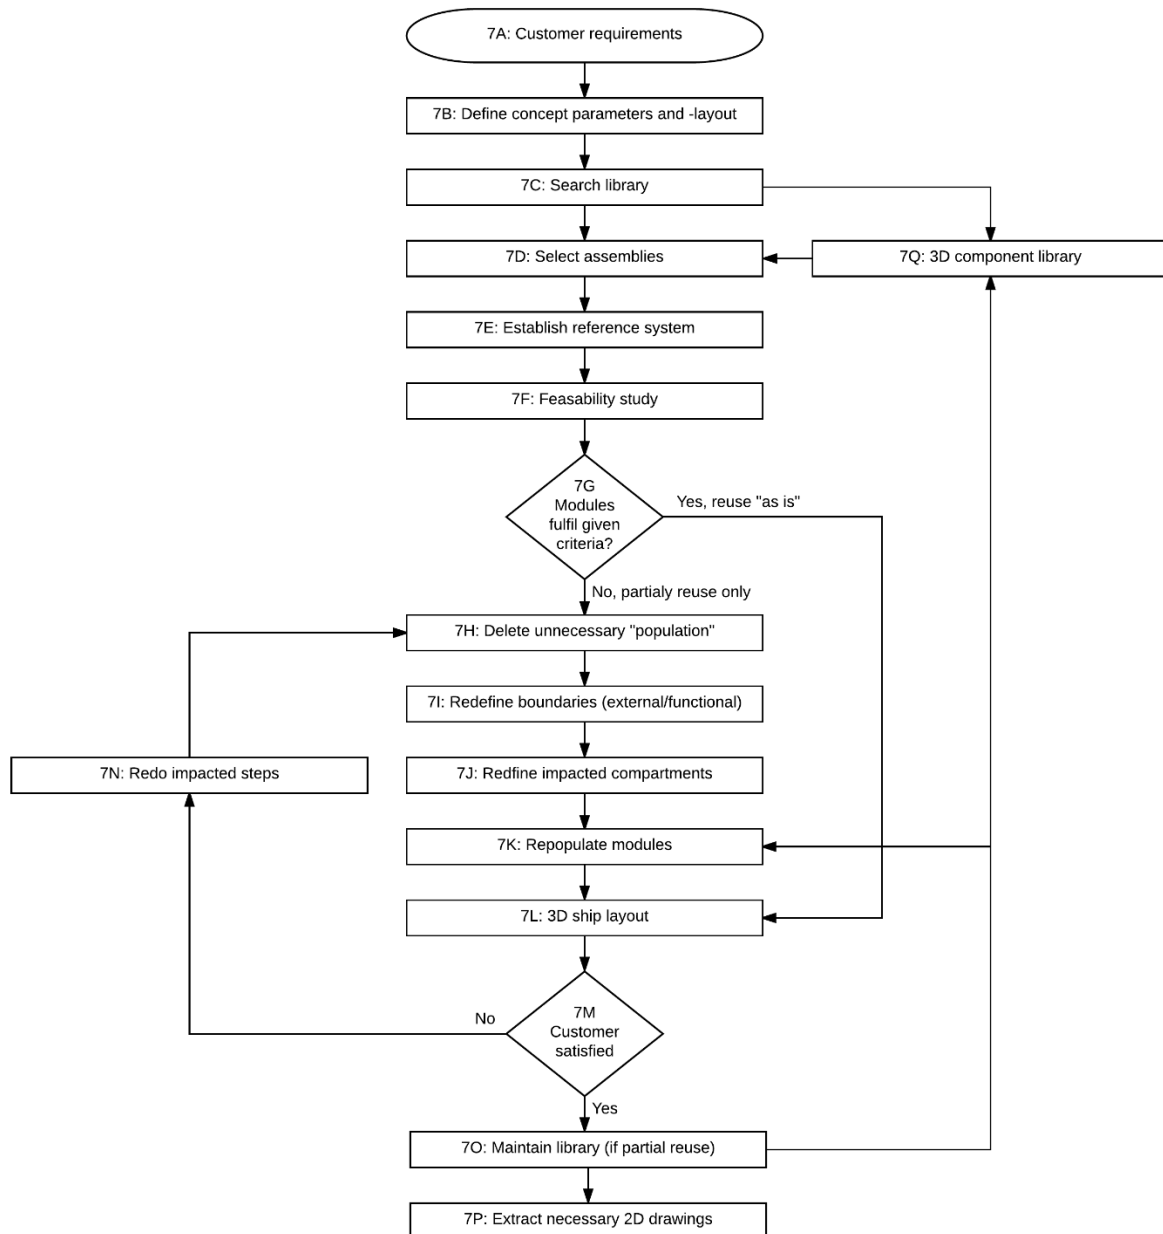 7A: Customer requirements
7B: Define concept parameters and -layout
7C: Search library
7D: Select assemblies
7Q: 3D component library
7E: Establish reference system
7F: Feasability study
7G
Modules
fulfil given
criteria?
Yes, reuse "as is"
No, partialy reuse only
7H: Delete unnecessary "population"
7I: Redefine boundaries (external/functional)
7N: Redo impacted steps
7J: Redfine impacted compartments
7K: Repopulate modules
7L: 3D ship layout
7M
Customer
satisfied
No
Yes
7O: Maintain library (if partial reuse)
7P: Extract necessary 2D drawings